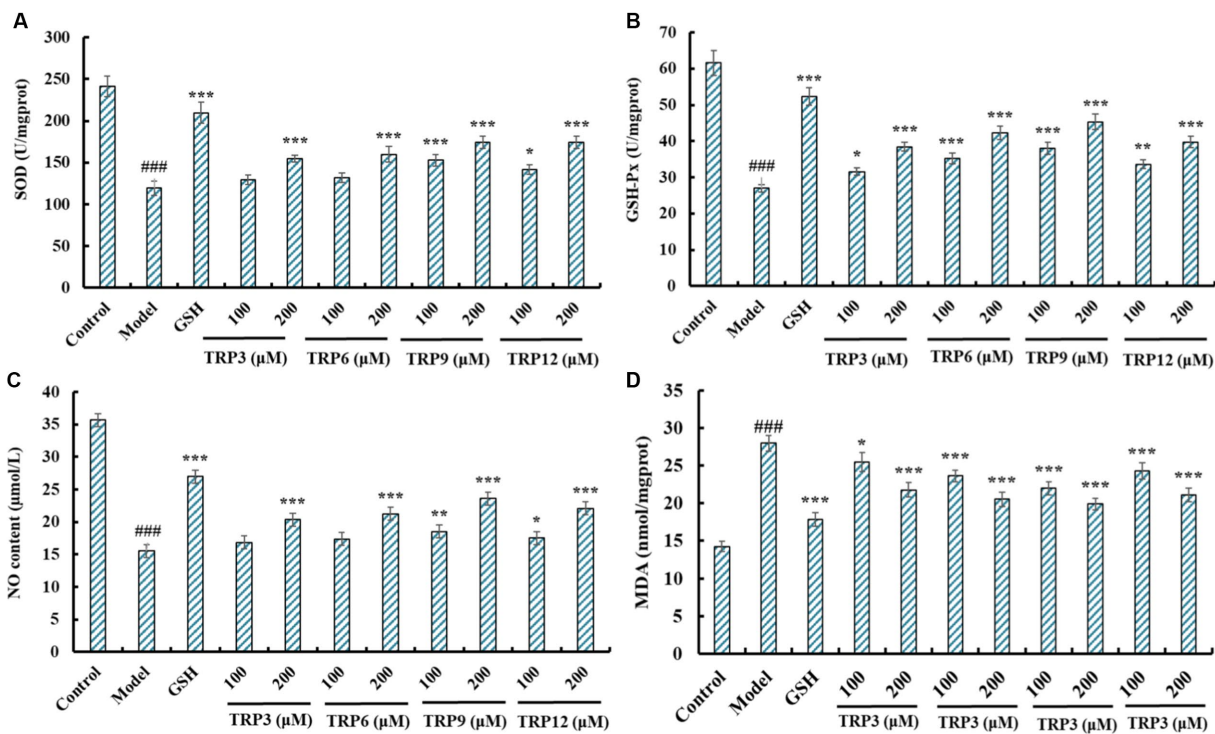 A
SOD (U/mgprot)
300
250
200
150
100
50
0
###
***
***
***
***
***
*
***
Control
Model
GSH
100
200
100
200
100
200
100
200
TRP3 (μM)
TRP6 (μM)
TRP9 (μM)
TRP12 (μM)
B
GSH-Px (U/mgprot)
70
60
50
40
30
20
10
0
###
***
*
***
***
***
***
***
**
***
Control
Model
GSH
100
200
100
200
100
200
100
200
TRP3 (μM)
TRP6 (μM)
TRP9 (μM)
TRP12 (μM)
C
NO content (μmol/L)
40
35
30
25
20
15
10
5
0
###
***
***
***
**
***
*
***
Control
Model
GSH
100
200
100
200
100
200
100
200
TRP3 (μM)
TRP6 (μM)
TRP9 (μM)
TRP12 (μM)
D
MDA (nmol/mgprot)
35
30
25
20
15
10
5
0
###
***
*
***
***
***
***
***
***
***
Control
Model
GSH
100
200
100
200
100
200
100
200
TRP3 (μM)
TRP3 (μM)
TRP3 (μM)
TRP3 (μM)